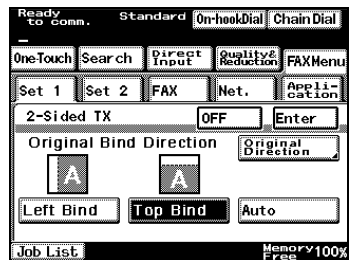 Ready to comm. Standard On-hookDial Chain Dial
One-Touch Search Direct Input Quality& Reduction FAXMenu
Set 1 Set 2 FAX Net. Appli-cation
2-Sided TX OFF Enter
Original Bind Direction Original Direction
A A
Left Bind Top Bind Auto
Job List Memory Free 100%